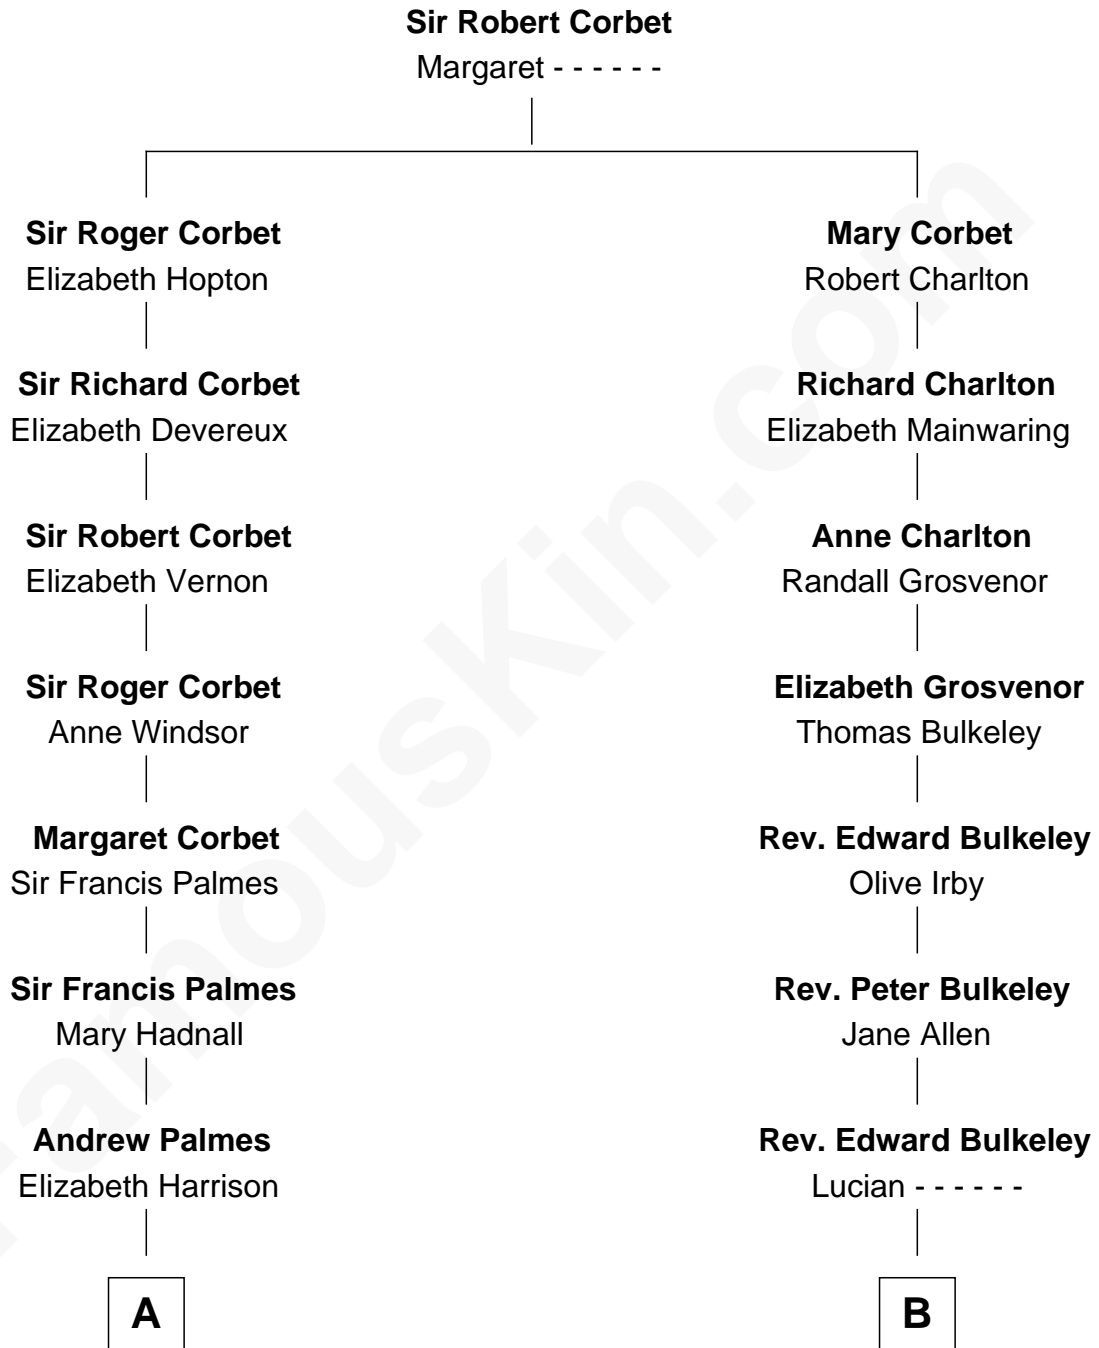 Sir Robert Corbet
Margaret - - - - - -
Sir Roger Corbet
Elizabeth Hopton
Mary Corbet
Robert Charlton
Sir Richard Corbet
Elizabeth Devereux
Richard Charlton
Elizabeth Mainwaring
Sir Robert Corbet
Elizabeth Vernon
Anne Charlton
Randall Grosvenor
Sir Roger Corbet
Anne Windsor
Elizabeth Grosvenor
Thomas Bulkeley
Margaret Corbet
Sir Francis Palmes
Rev. Edward Bulkeley
Olive Irby
Sir Francis Palmes
Mary Hadnall
Rev. Peter Bulkeley
Jane Allen
Andrew Palmes
Elizabeth Harrison
Rev. Edward Bulkeley
Lucian - - - - - -
A
B
FamousKin.com